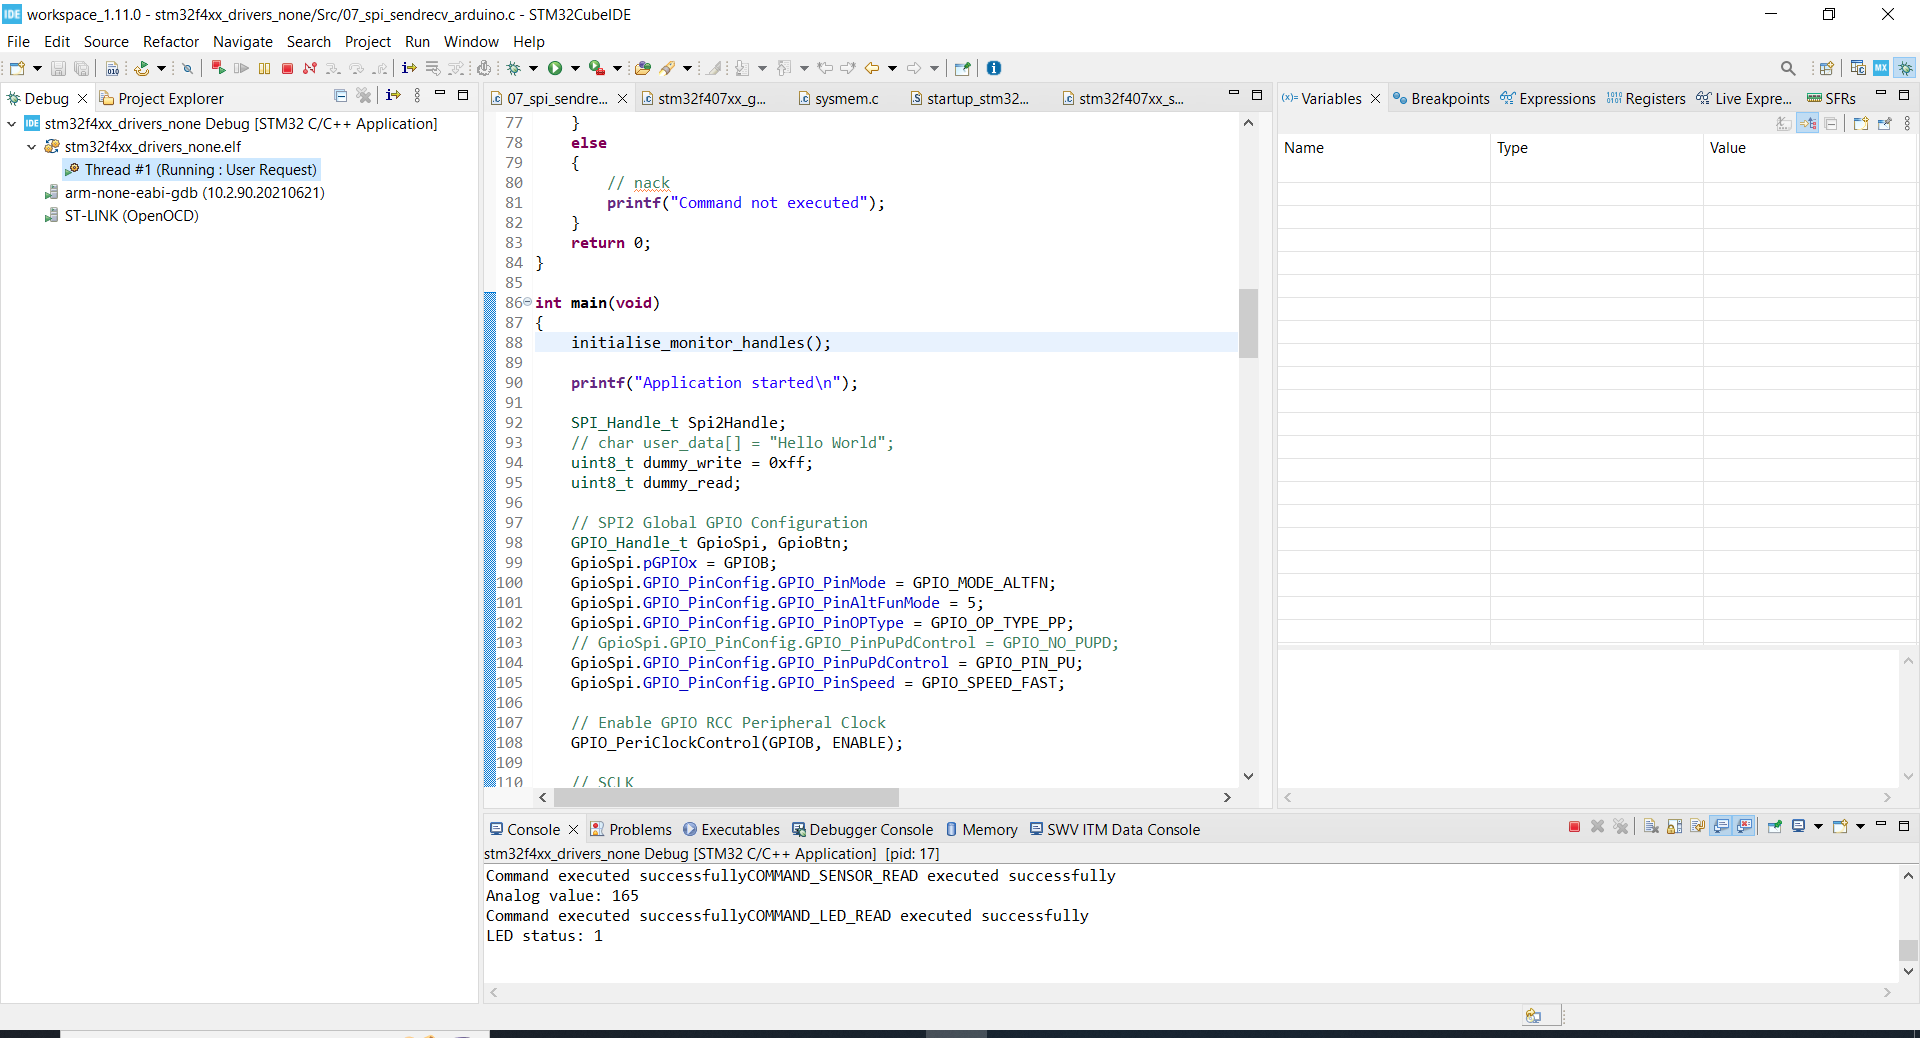 IDE workspace_1.11.0 - stm32f4xx_drivers_none/Src/07_spi_sendrecv_arduino.c - STM32CubeIDE
File Edit Source Refactor Navigate Search Project Run Window Help
Debug Project Explorer
IDE stm32f4xx_drivers_none Debug [STM32 C/C++ Application]
stm32f4xx_drivers_none.elf
Thread #1 (Running : User Request)
arm-none-eabi-gdb (10.2.90.20210621)
ST-LINK (OpenOCD)
07_spi_sendre... stm32f407xx_g... sysmem.c startup_stm32... stm32f407xx_s...
77 }
78 else
79 {
80 // nack
81 printf("Command not executed");
82 }
83 return 0;
84 }
85
86 int main(void)
87 {
88 initialise_monitor_handles();
89
90 printf("Application started\n");
91
92 SPI_Handle_t Spi2Handle;
93 // char user_data[] = "Hello World";
94 uint8_t dummy_write = 0xff;
95 uint8_t dummy_read;
96
97 // SPI2 Global GPIO Configuration
98 GPIO_Handle_t GpioSpi, GpioBtn;
99 GpioSpi.pGPIOx = GPIOB;
100 GpioSpi.GPIO_PinConfig.GPIO_PinMode = GPIO_MODE_ALTFN;
101 GpioSpi.GPIO_PinConfig.GPIO_PinAltFunMode = 5;
102 GpioSpi.GPIO_PinConfig.GPIO_PinOPType = GPIO_OP_TYPE_PP;
103 // GpioSpi.GPIO_PinConfig.GPIO_PinPuPdControl = GPIO_NO_PUPD;
104 GpioSpi.GPIO_PinConfig.GPIO_PinPuPdControl = GPIO_PIN_PU;
105 GpioSpi.GPIO_PinConfig.GPIO_PinSpeed = GPIO_SPEED_FAST;
106
107 // Enable GPIO RCC Peripheral Clock
108 GPIO_PeriClockControl(GPIOB, ENABLE);
109
110 // SCLK
MX
(x)= Variables Breakpoints Expressions Registers Live Expre... SFRs
Name Type Value
Console Problems Executables Debugger Console Memory SWV ITM Data Console
stm32f4xx_drivers_none Debug [STM32 C/C++ Application] [pid: 17]
Command executed successfullyCOMMAND_SENSOR_READ executed successfully
Analog value: 165
Command executed successfullyCOMMAND_LED_READ executed successfully
LED status: 1